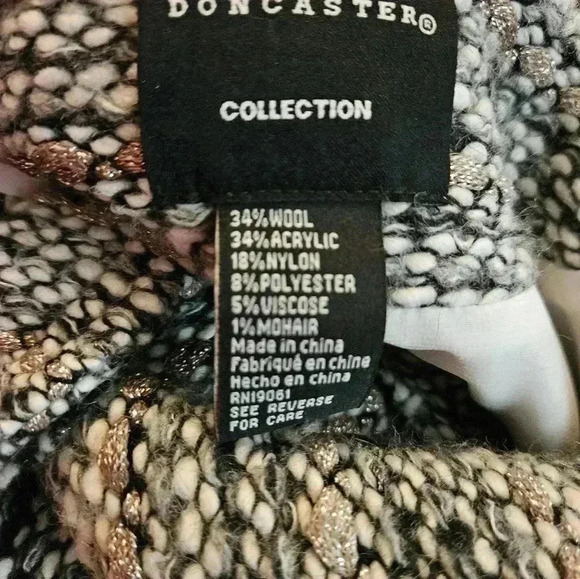 DONCASTER®
COLLECTION
34%WOOL
34%ACRYLIC
18%NYLON
8%POLYESTER
5%VISCOSE
1%MOHAIR
Made in china
Fabriqué en chine
Hecho en china
RN19061
SEE REVERSE
FOR CARE